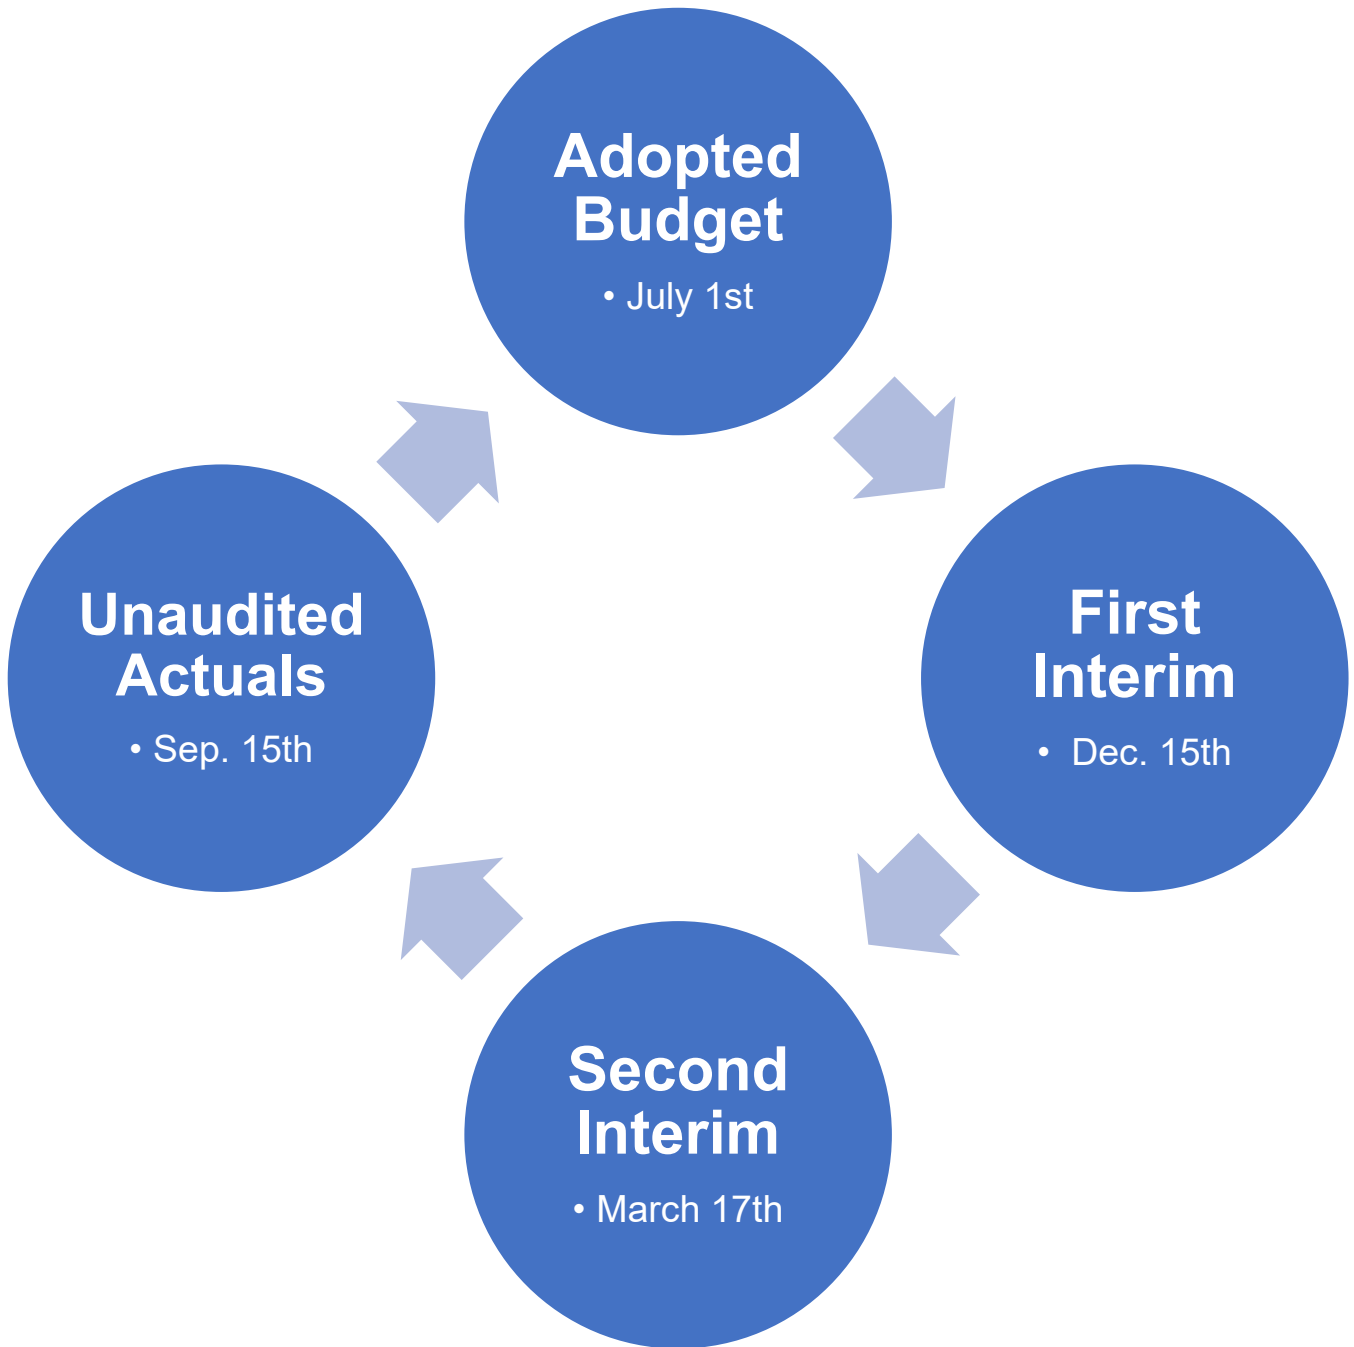 Adopted
Budget
• July 1st
First
Interim
• Dec. 15th
Second
Interim
• March 17th
Unaudited
Actuals
• Sep. 15th